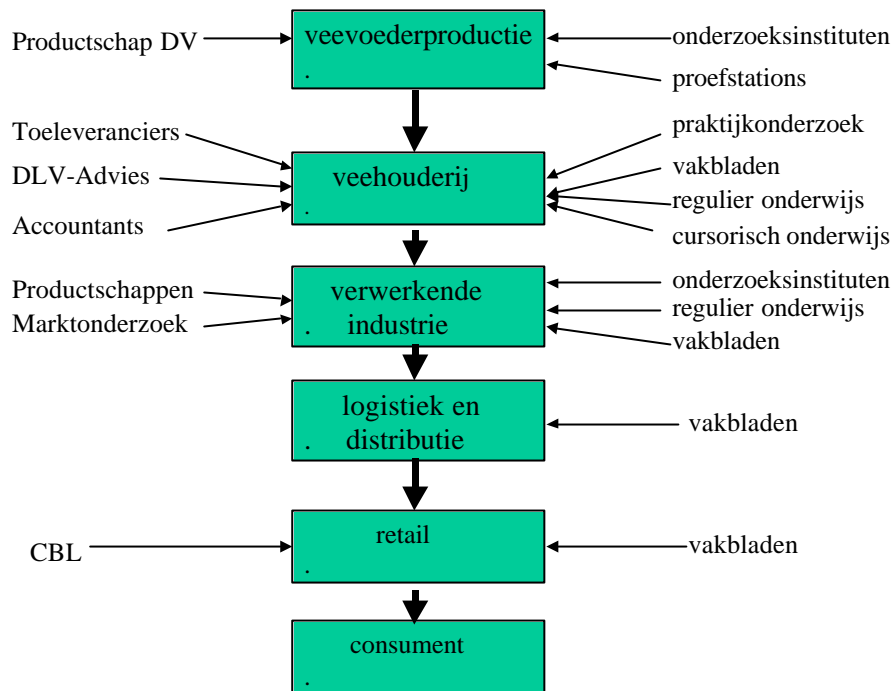 Productschap DV
veevoederproductie
.
onderzoeksinstituten
proefstations
Toeleveranciers
DLV-Advies
Accountants
veehouderij
.
praktijkonderzoek
vakbladen
regulier onderwijs
cursorisch onderwijs
Productschappen
Marktonderzoek
verwerkende
. industrie
onderzoeksinstituten
regulier onderwijs
vakbladen
logistiek en
. distributie
vakbladen
CBL
retail
.
vakbladen
consument
.